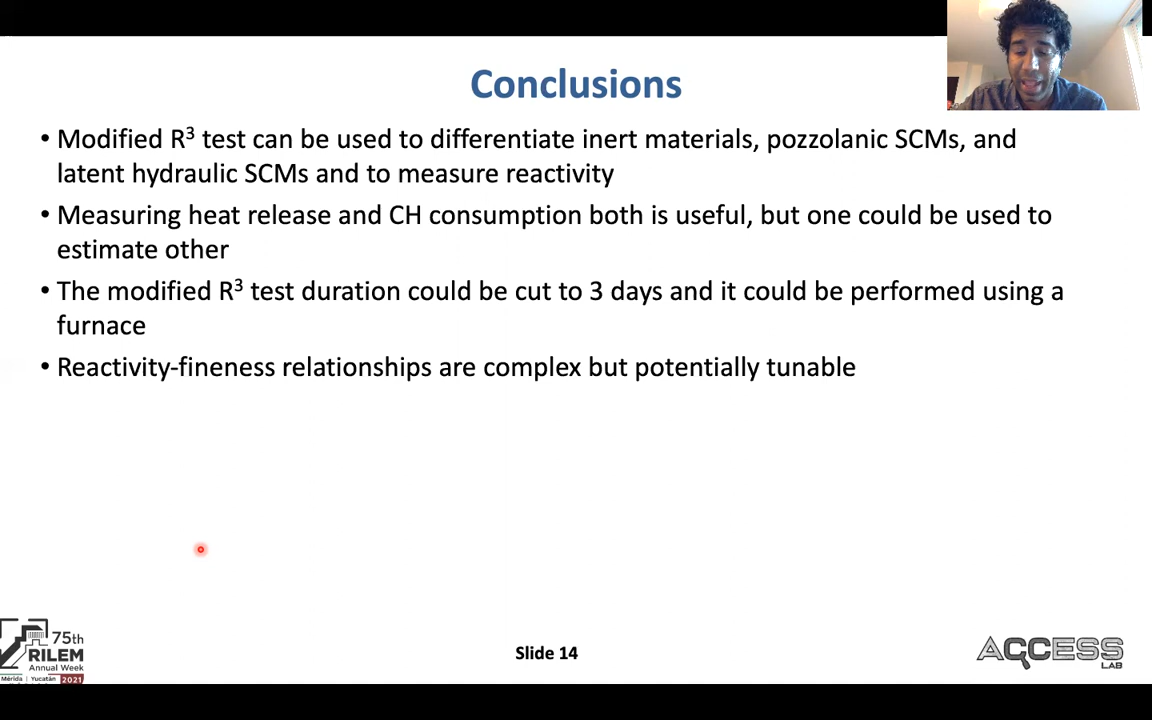 Conclusions
• Modified R³ test can be used to differentiate inert materials, pozzolanic SCMs, and
latent hydraulic SCMs and to measure reactivity
• Measuring heat release and CH consumption both is useful, but one could be used to
estimate other
• The modified R³ test duration could be cut to 3 days and it could be performed using a
furnace
• Reactivity-fineness relationships are complex but potentially tunable
75th
RILEM
Annual Week
Mérida | Yucatán 2021
Slide 14
ACCESS
LAB